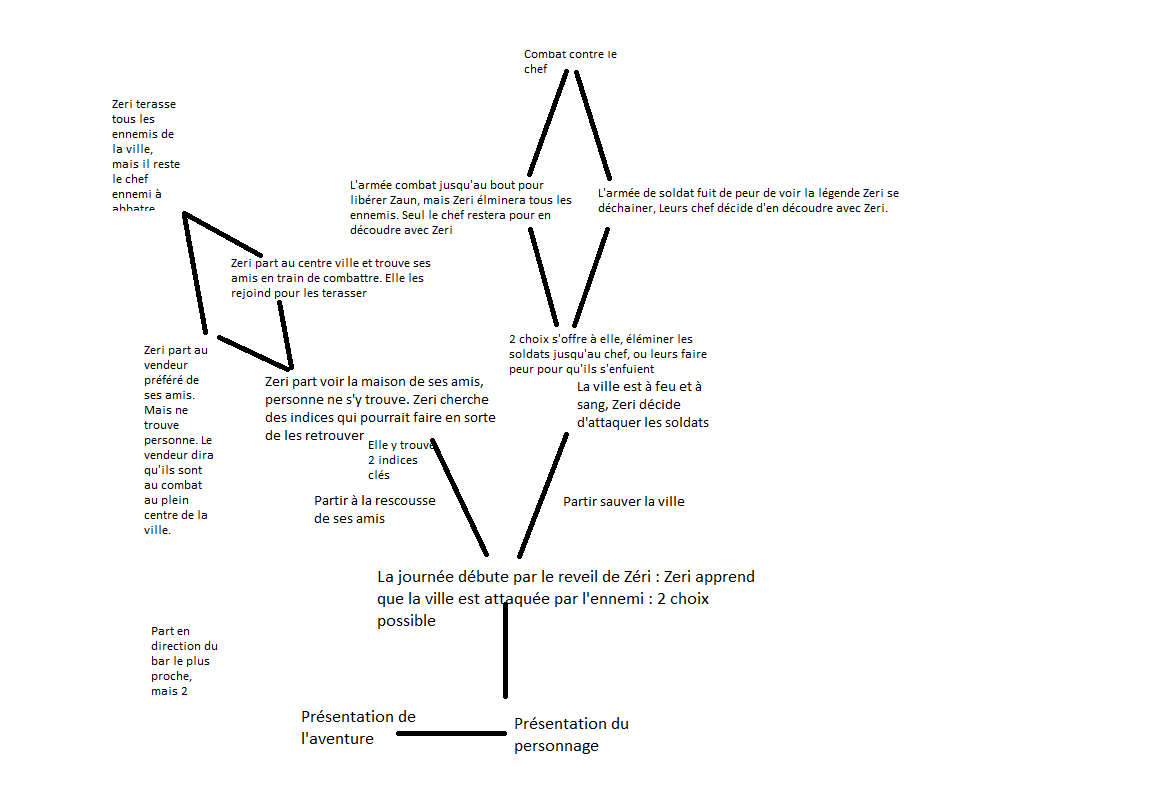 Combat contre le
chef
Zeri terasse
tous les
ennemis de
la ville,
mais il reste
le chef
ennemi à
abbatre
L'armée combat jusqu'au bout pour
libérer Zaun, mais Zeri élminera tous les
ennemis. Seul le chef restera pour en
découdre avec Zeri
L'armée de soldat fuit de peur de voir la légende Zeri se
déchainer, Leurs chef décide d'en découdre avec Zeri.
Zeri part au centre ville et trouve ses
amis en train de combattre. Elle les
rejoind pour les terasser
2 choix s'offre à elle, éléminer les
soldats jusqu'au chef, ou leurs faire
peur pour qu'ils s'enfuient
Zeri part au
vendeur
préféré de
ses amis.
Mais ne
trouve
personne. Le
vendeur dira
qu'ils sont
au combat
au plein
centre de la
ville.
Zeri part voir la maison de ses amis,
personne ne s'y trouve. Zeri cherche
des indices qui pourrait faire en sorte
de les retrouver
La ville est à feu et à
sang, Zeri décide
d'attaquer les soldats
Elle y trouve
2 indices
clés
Partir à la rescousse
de ses amis
Partir sauver la ville
La journée débute par le reveil de Zéri : Zeri apprend
que la ville est attaquée par l'ennemi : 2 choix
possible
Part en
direction du
bar le plus
proche,
mais 2
Présentation de
l'aventure
Présentation du
personnage